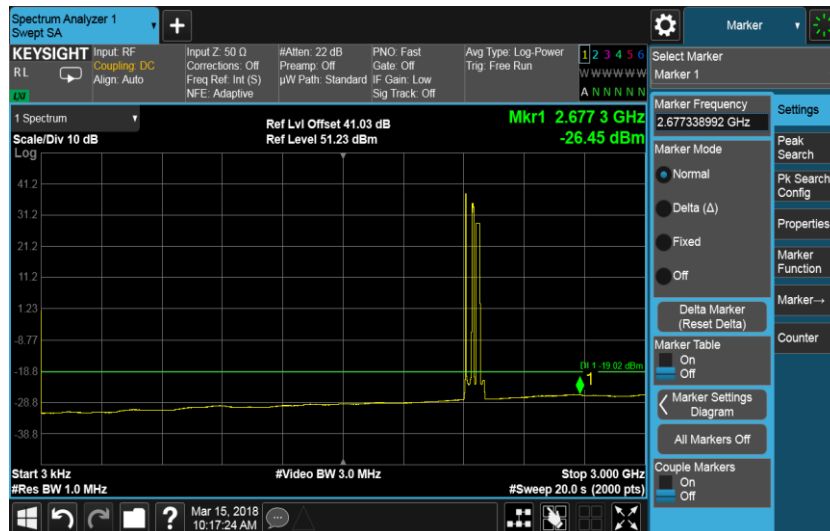 Spectrum Analyzer 1
Swept SA
Marker
KEYSIGHT
RL
LXI
Input: RF
Coupling: DC
Align: Auto
Input Z: 50 Ω
Corrections: Off
Freq Ref: Int (S)
NFE: Adaptive
#Atten: 22 dB
Preamp: Off
µW Path: Standard
PNO: Fast
Gate: Off
IF Gain: Low
Sig Track: Off
Avg Type: Log-Power
Trig: Free Run
1 2 3 4 5 6
W W W W W W
A N N N N N
1 Spectrum
Scale/Div 10 dB
Ref Lvl Offset 41.03 dB
Ref Level 51.23 dBm
Mkr1 2.677 3 GHz
-26.45 dBm
Log
41.2
31.2
21.2
11.2
1.23
-8.77
-18.8
-28.8
-38.8
DL1 -19.02 dBm
1
Start 3 kHz
#Res BW 1.0 MHz
#Video BW 3.0 MHz
Stop 3.000 GHz
#Sweep 20.0 s (2000 pts)
Select Marker
Marker 1
Marker Frequency
2.677338992 GHz
Marker Mode
Normal
Delta (Δ)
Fixed
Off
Delta Marker
(Reset Delta)
Marker Table
On
Off
Marker Settings
Diagram
All Markers Off
Couple Markers
On
Off
Settings
Peak
Search
Pk Search
Config
Properties
Marker
Function
Marker→
Counter
?
Mar 15, 2018
10:17:24 AM